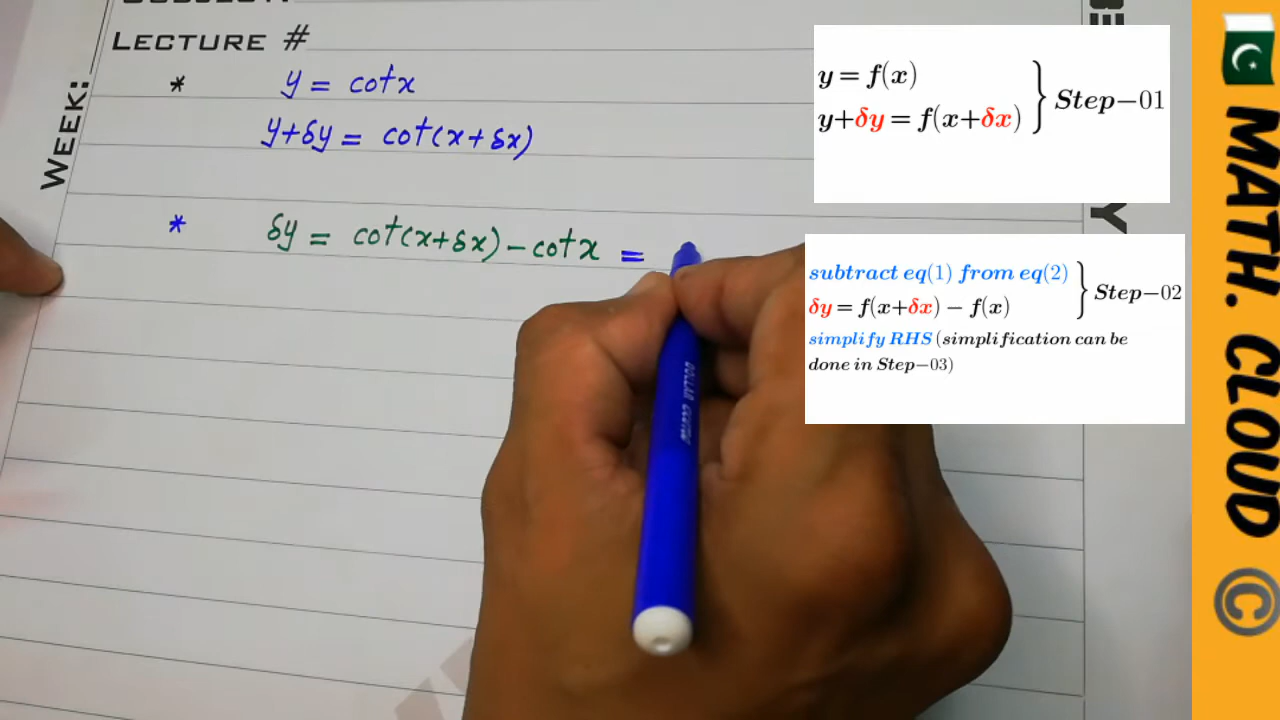 LECTURE #
WEEK:
* y = cotx
y+δy = cot(x+δx)
* δy = cot(x+δx)-cotx =
y = f(x)
y+δy = f(x+δx) } Step-01
subtract eq(1) from eq(2)
δy = f(x+δx) - f(x) } Step-02
simplify RHS (simplification can be
done in Step-03)
DOLLAR
MATH. CLOUD ©